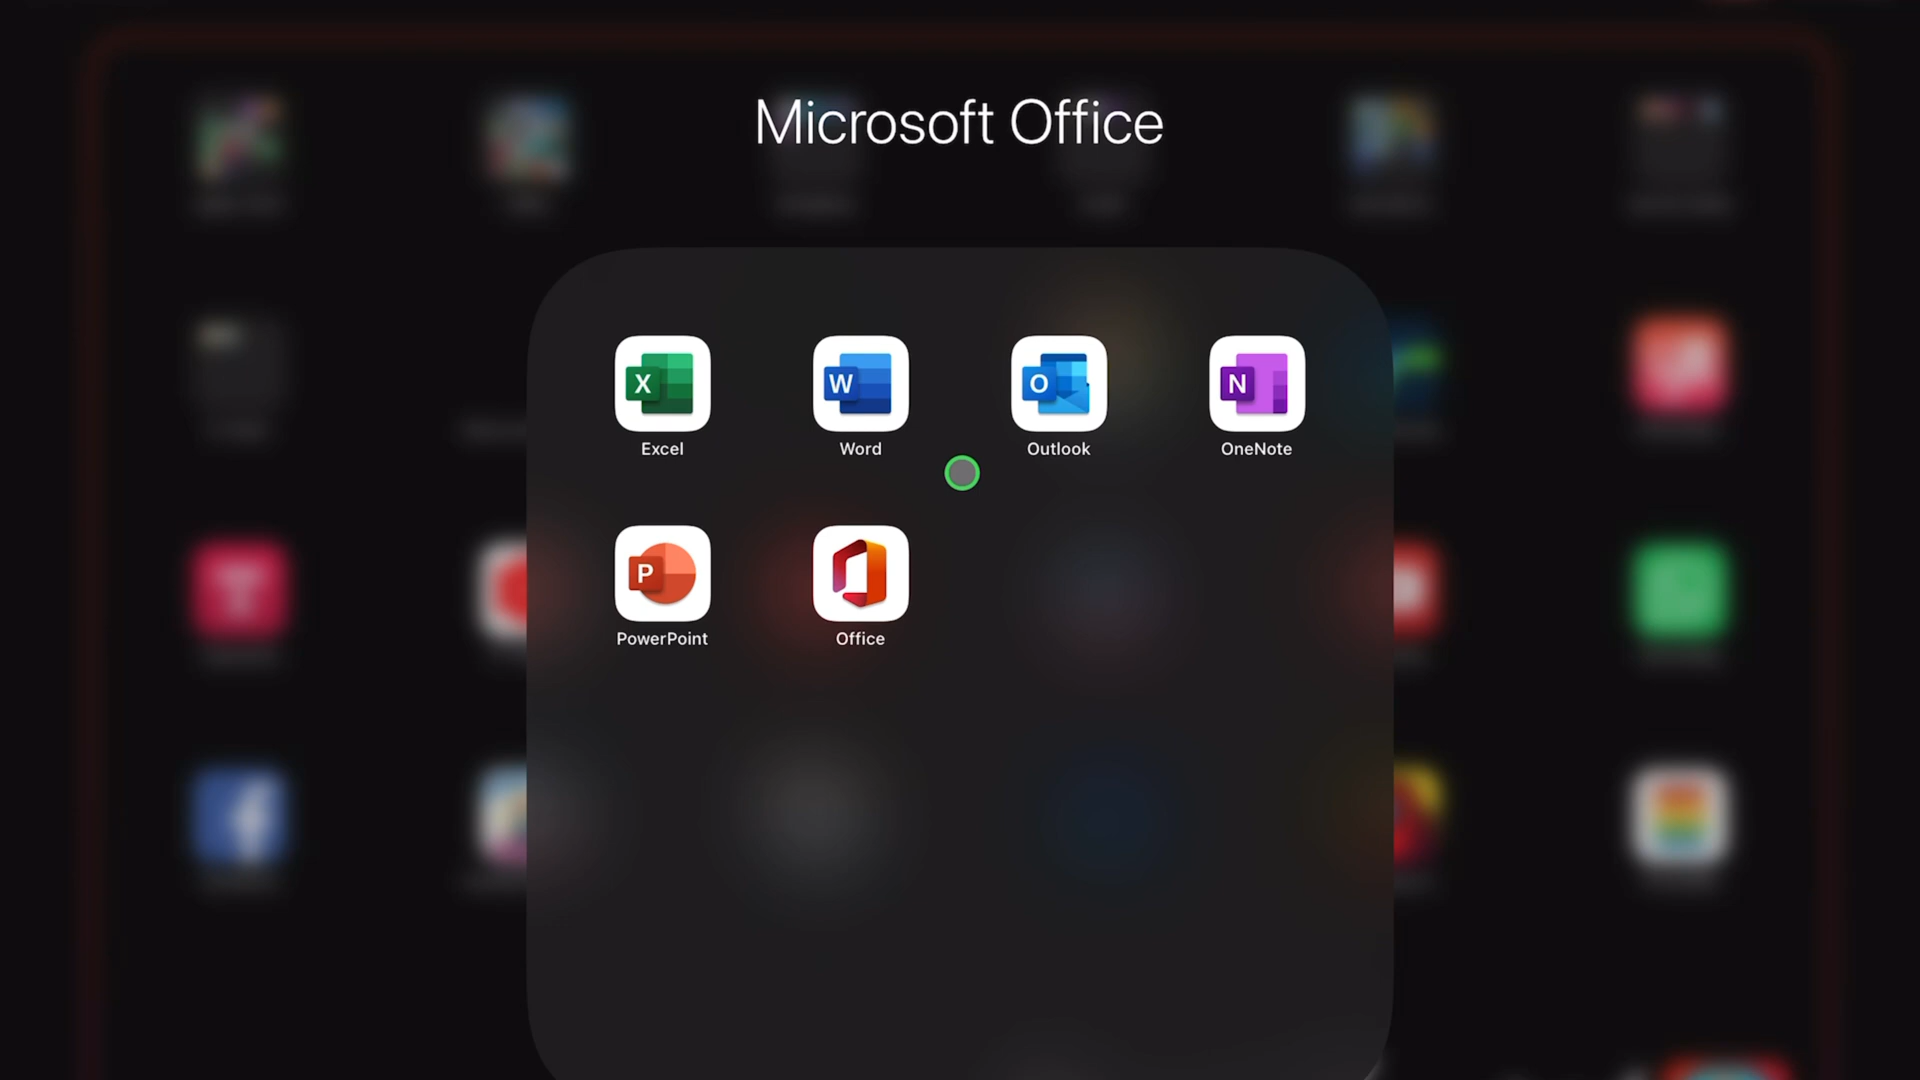 Microsoft Office
X W O N
Excel Word Outlook OneNote
P
PowerPoint Office